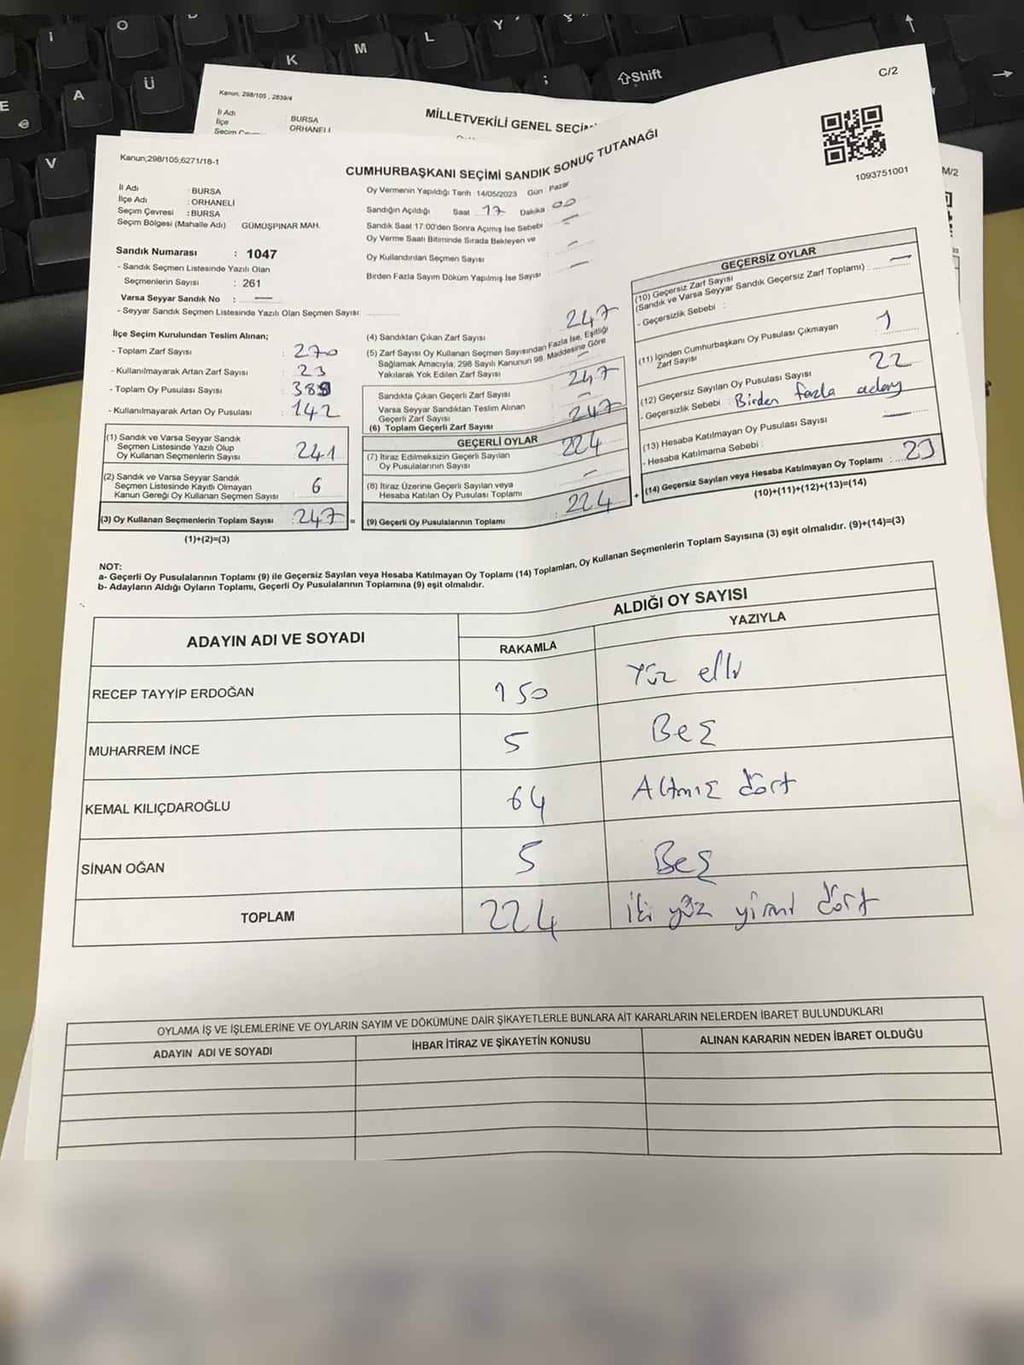 Kanun; 298/105 , 2839/4
C/2
İl Adı : BURSA
İlçe : ORHANELİ
MİLLETVEKİLİ GENEL SEÇİM
M/2
Kanun;298/105;6271/18-1
CUMHURBAŞKANI SEÇİMİ SANDIK SONUÇ TUTANAĞI
1093751001
İl Adı : BURSA
İlçe Adı : ORHANELİ
Seçim Çevresi : BURSA
Seçim Bölgesi (Mahalle Adı) GÜMÜŞPINAR MAH.
Oy Vermenin Yapıldığı Tarih 14/05/2023 Gün Pazar
Sandığın Açıldığı Saat 17 Dakika 00
Sandık Saat 17:00'den Sonra Açımış İse Sebebi
Oy Verme Saati Bitiminde Sırada Bekleyen ve
Oy Kullandırılan Seçmen Sayısı
Birden Fazla Sayım Döküm Yapılmış İse Sayısı
Sandık Numarası : 1047
- Sandık Seçmen Listesinde Yazılı Olan
Seçmenlerin Sayısı : 261
Varsa Seyyar Sandık No :
- Seyyar Sandık Seçmen Listesinde Yazılı Olan Seçmen Sayısı:
İlçe Seçim Kurulundan Teslim Alınan;
- Toplam Zarf Sayısı : 270
- Kullanılmayarak Artan Zarf Sayısı : 23
- Toplam Oy Pusulası Sayısı : 389
- Kullanılmayarak Artan Oy Pusulası : 142
(1) Sandık ve Varsa Seyyar Sandık
Seçmen Listesinde Yazılı Olup
Oy Kullanan Seçmenlerin Sayısı 241
(2) Sandık ve Varsa Seyyar Sandık
Seçmen Listesinde Kayıtlı Olmayan
Kanun Gereği Oy Kullanan Seçmen Sayısı 6
(3) Oy Kullanan Seçmenlerin Toplam Sayısı 247 =
(1)+(2)=(3)
(4) Sandıktan Çıkan Zarf Sayısı 247
(5) Zarf Sayısı Oy Kullanan Seçmen Sayısından Fazla İse, Eşitliği
Sağlamak Amacıyla, 298 Sayılı Kanunun 98. Maddesine Göre
Yakılarak Yok Edilen Zarf Sayısı
Sandıkta Çıkan Geçerli Zarf Sayısı 247
Varsa Seyyar Sandıktan Teslim Alınan
Geçerli Zarf Sayısı
(6) Toplam Geçerli Zarf Sayısı 247
GEÇERLİ OYLAR
(7) İtiraz Edilmeksizin Geçerli Sayılan
Oy Pusulalarının Sayısı 224
(8) İtiraz Üzerine Geçerli Sayılan veya
Hesaba Katılan Oy Pusulası Toplamı
(9) Geçerli Oy Pusulalarının Toplamı 224 +
GEÇERSİZ OYLAR
(10) Geçersiz Zarf Sayısı
(Sandık ve Varsa Seyyar Sandık Geçersiz Zarf Toplamı) :
- Geçersizlik Sebebi :
(11) İçinden Cumhurbaşkanı Oy Pusulası Çıkmayan
Zarf Sayısı 1
(12) Geçersiz Sayılan Oy Pusulası Sayısı 22
- Geçersizlik Sebebi : Birden fazla aday
(13) Hesaba Katılmayan Oy Pusulası Sayısı
- Hesaba Katılmama Sebebi :
(14) Geçersiz Sayılan veya Hesaba Katılmayan Oy Toplamı : 23
(10)+(11)+(12)+(13)=(14)
NOT:
a- Geçerli Oy Pusulalarının Toplamı (9) ile Geçersiz Sayılan veya Hesaba Katılmayan Oy Toplamı (14) Toplamları, Oy Kullanan Seçmenlerin Toplam Sayısına (3) eşit olmalıdır. (9)+(14)=(3)
b- Adayların Aldığı Oyların Toplamı, Geçerli Oy Pusulalarının Toplamına (9) eşit olmalıdır.
ADAYIN ADI VE SOYADI
ALDIĞI OY SAYISI
RAKAMLA YAZIYLA
RECEP TAYYİP ERDOĞAN 150 Yüz elli
MUHARREM İNCE 5 Beş
KEMAL KILIÇDAROĞLU 64 Altmış dört
SİNAN OĞAN 5 Beş
TOPLAM 224 iki yüz yirmi dört
OYLAMA İŞ VE İŞLEMLERİNE VE OYLARIN SAYIM VE DÖKÜMÜNE DAİR ŞİKAYETLERLE BUNLARA AİT KARARLARIN NELERDEN İBARET BULUNDUKLARI
ADAYIN ADI VE SOYADI
İHBAR İTİRAZ VE ŞİKAYETİN KONUSU
ALINAN KARARIN NEDEN İBARET OLDUĞU